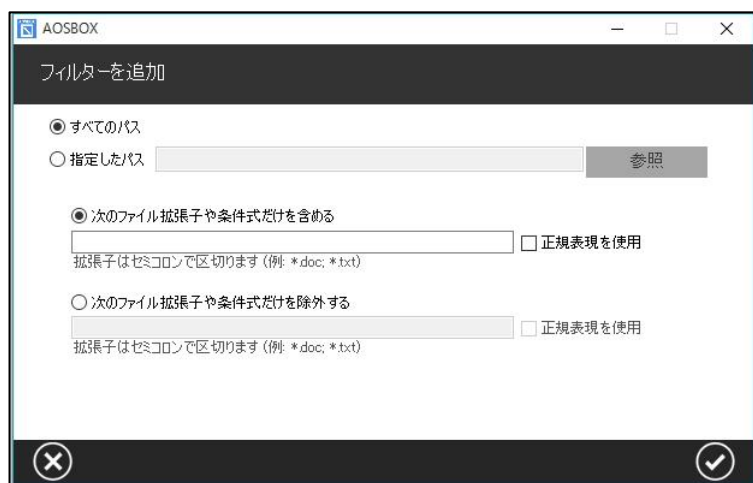 AOSBOX
フィルターを追加
すべてのパス
指定したパス 参照
次のファイル拡張子や条件式だけを含める
正規表現を使用
拡張子はセミコロンで区切ります (例: *.doc; *.txt)
次のファイル拡張子や条件式だけを除外する
正規表現を使用
拡張子はセミコロンで区切ります (例: *.doc; *.txt)